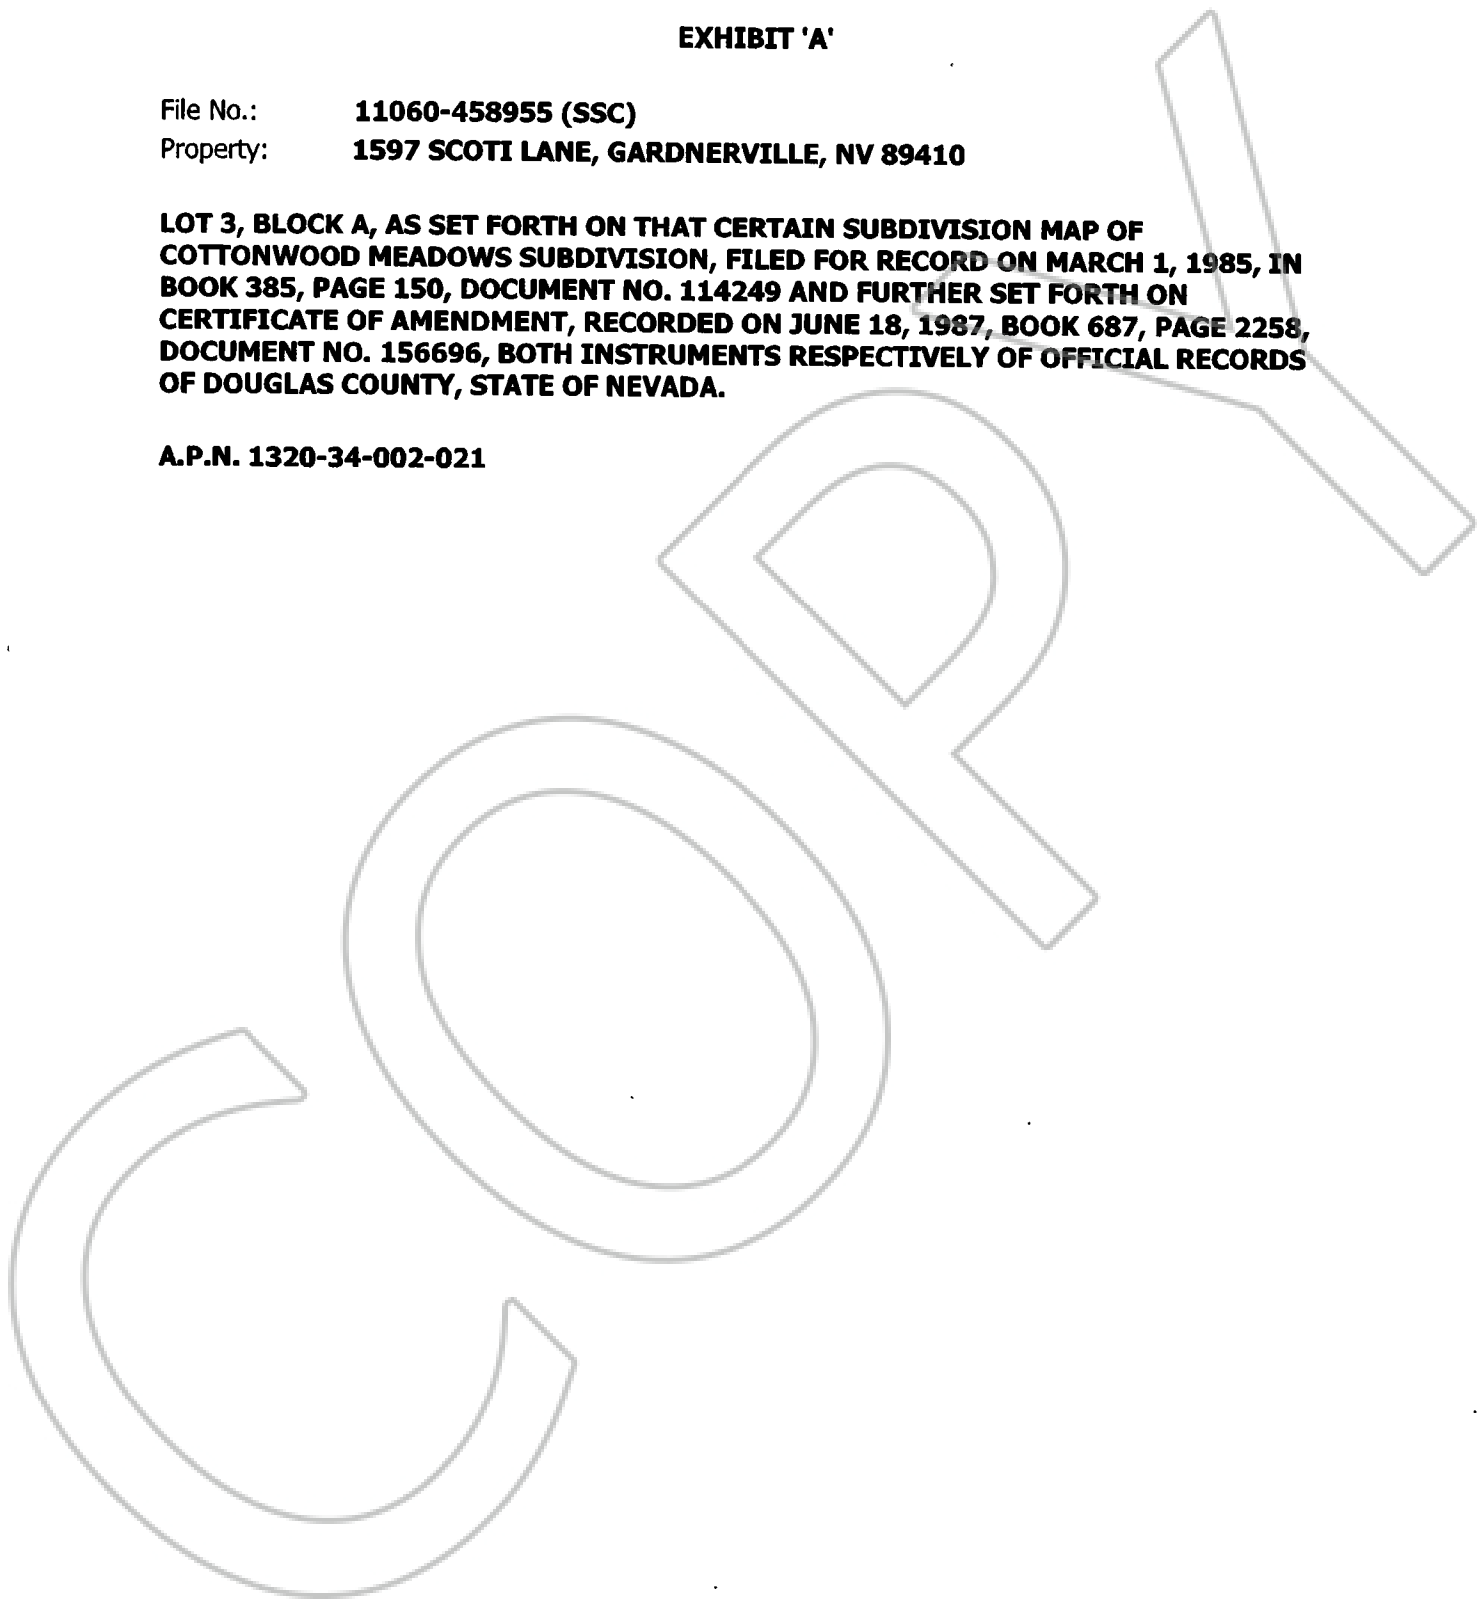 EXHIBIT 'A'
File No.: 11060-458955 (SSC)
Property: 1597 SCOTI LANE, GARDNERVILLE, NV 89410
LOT 3, BLOCK A, AS SET FORTH ON THAT CERTAIN SUBDIVISION MAP OF
COTTONWOOD MEADOWS SUBDIVISION, FILED FOR RECORD ON MARCH 1, 1985, IN
BOOK 385, PAGE 150, DOCUMENT NO. 114249 AND FURTHER SET FORTH ON
CERTIFICATE OF AMENDMENT, RECORDED ON JUNE 18, 1987, BOOK 687, PAGE 2258,
DOCUMENT NO. 156696, BOTH INSTRUMENTS RESPECTIVELY OF OFFICIAL RECORDS
OF DOUGLAS COUNTY, STATE OF NEVADA.
A.P.N. 1320-34-002-021
COPY